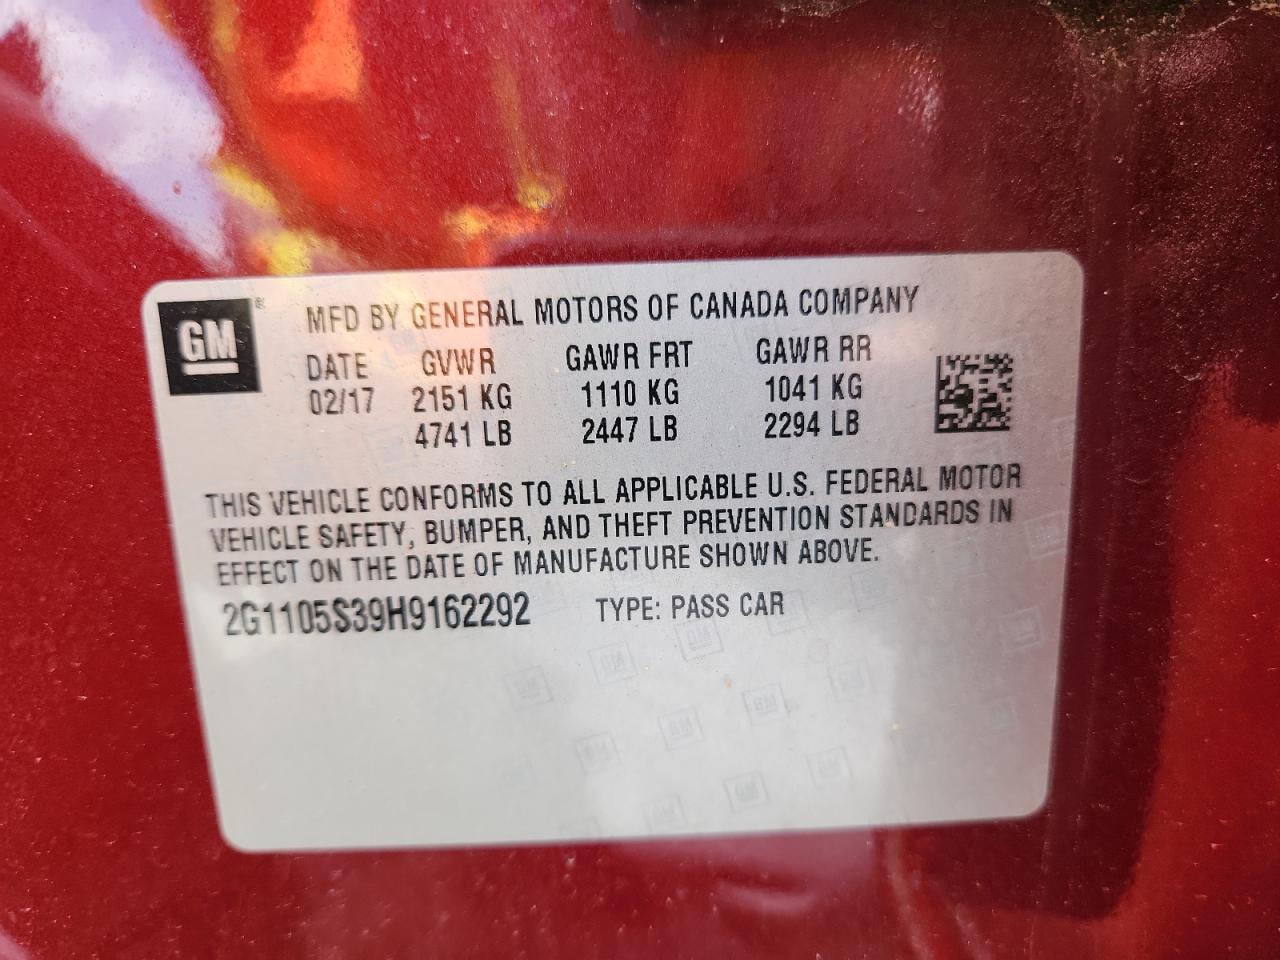 GM ® MFD BY GENERAL MOTORS OF CANADA COMPANY
DATE GVWR GAWR FRT GAWR RR
02/17 2151 KG 1110 KG 1041 KG
4741 LB 2447 LB 2294 LB
THIS VEHICLE CONFORMS TO ALL APPLICABLE U.S. FEDERAL MOTOR
VEHICLE SAFETY, BUMPER, AND THEFT PREVENTION STANDARDS IN
EFFECT ON THE DATE OF MANUFACTURE SHOWN ABOVE.
2G1105S39H9162292 TYPE: PASS CAR